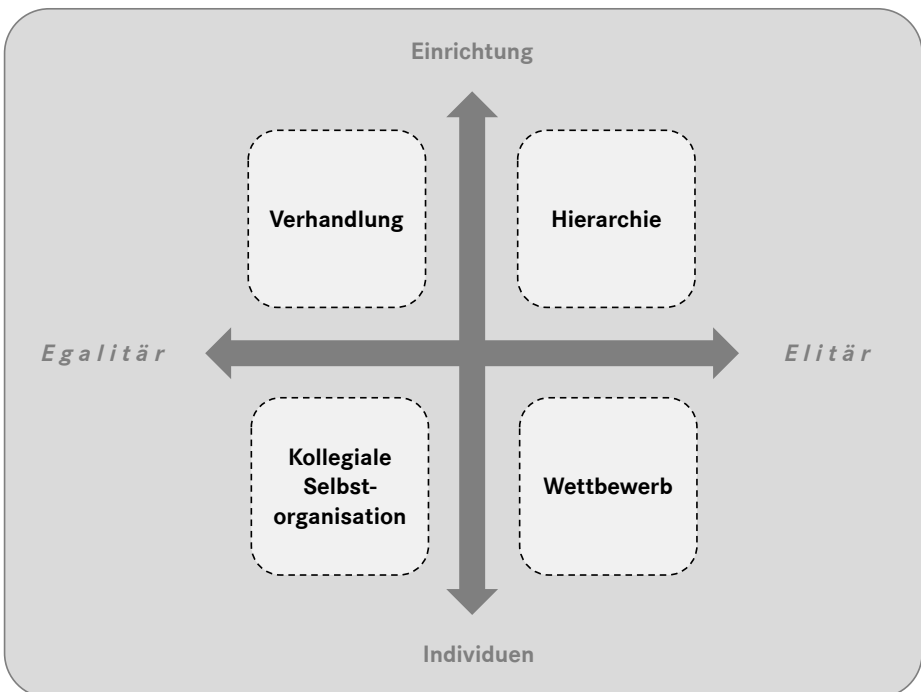 Einrichtung
Verhandlung
Hierarchie
Egalitär
Elitär
Kollegiale
Selbst-
organisation
Wettbewerb
Individuen